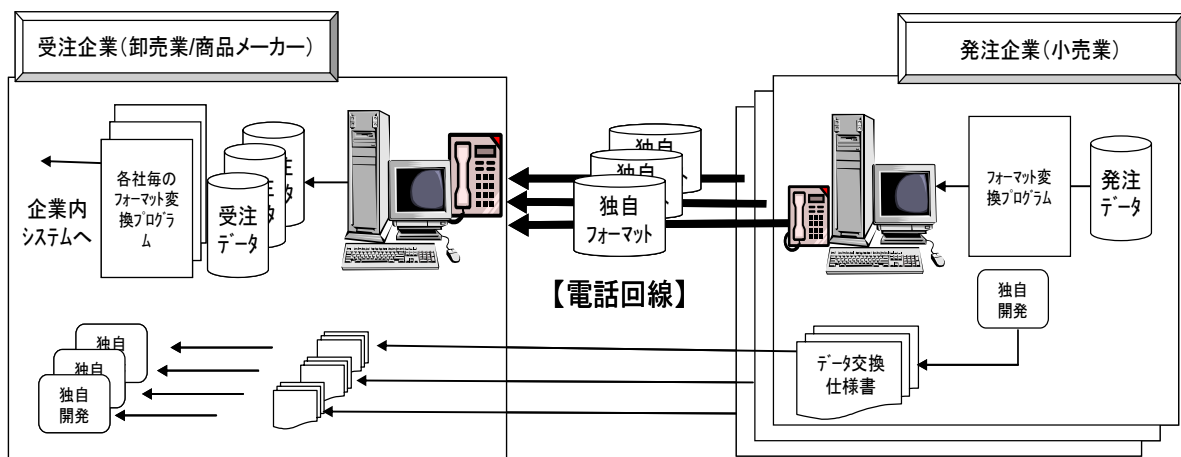 受注企業(卸売業/商品メーカー)
発注企業(小売業)
各社毎の
フォーマット変
換プログラ
ム
企業内
システムへ
受注
データ
独自
独自
独自
フォーマット
【電話回線】
フォーマット変
換プログラム
発注
データ
独自
開発
データ交換
仕様書
独自
独自
独自
開発